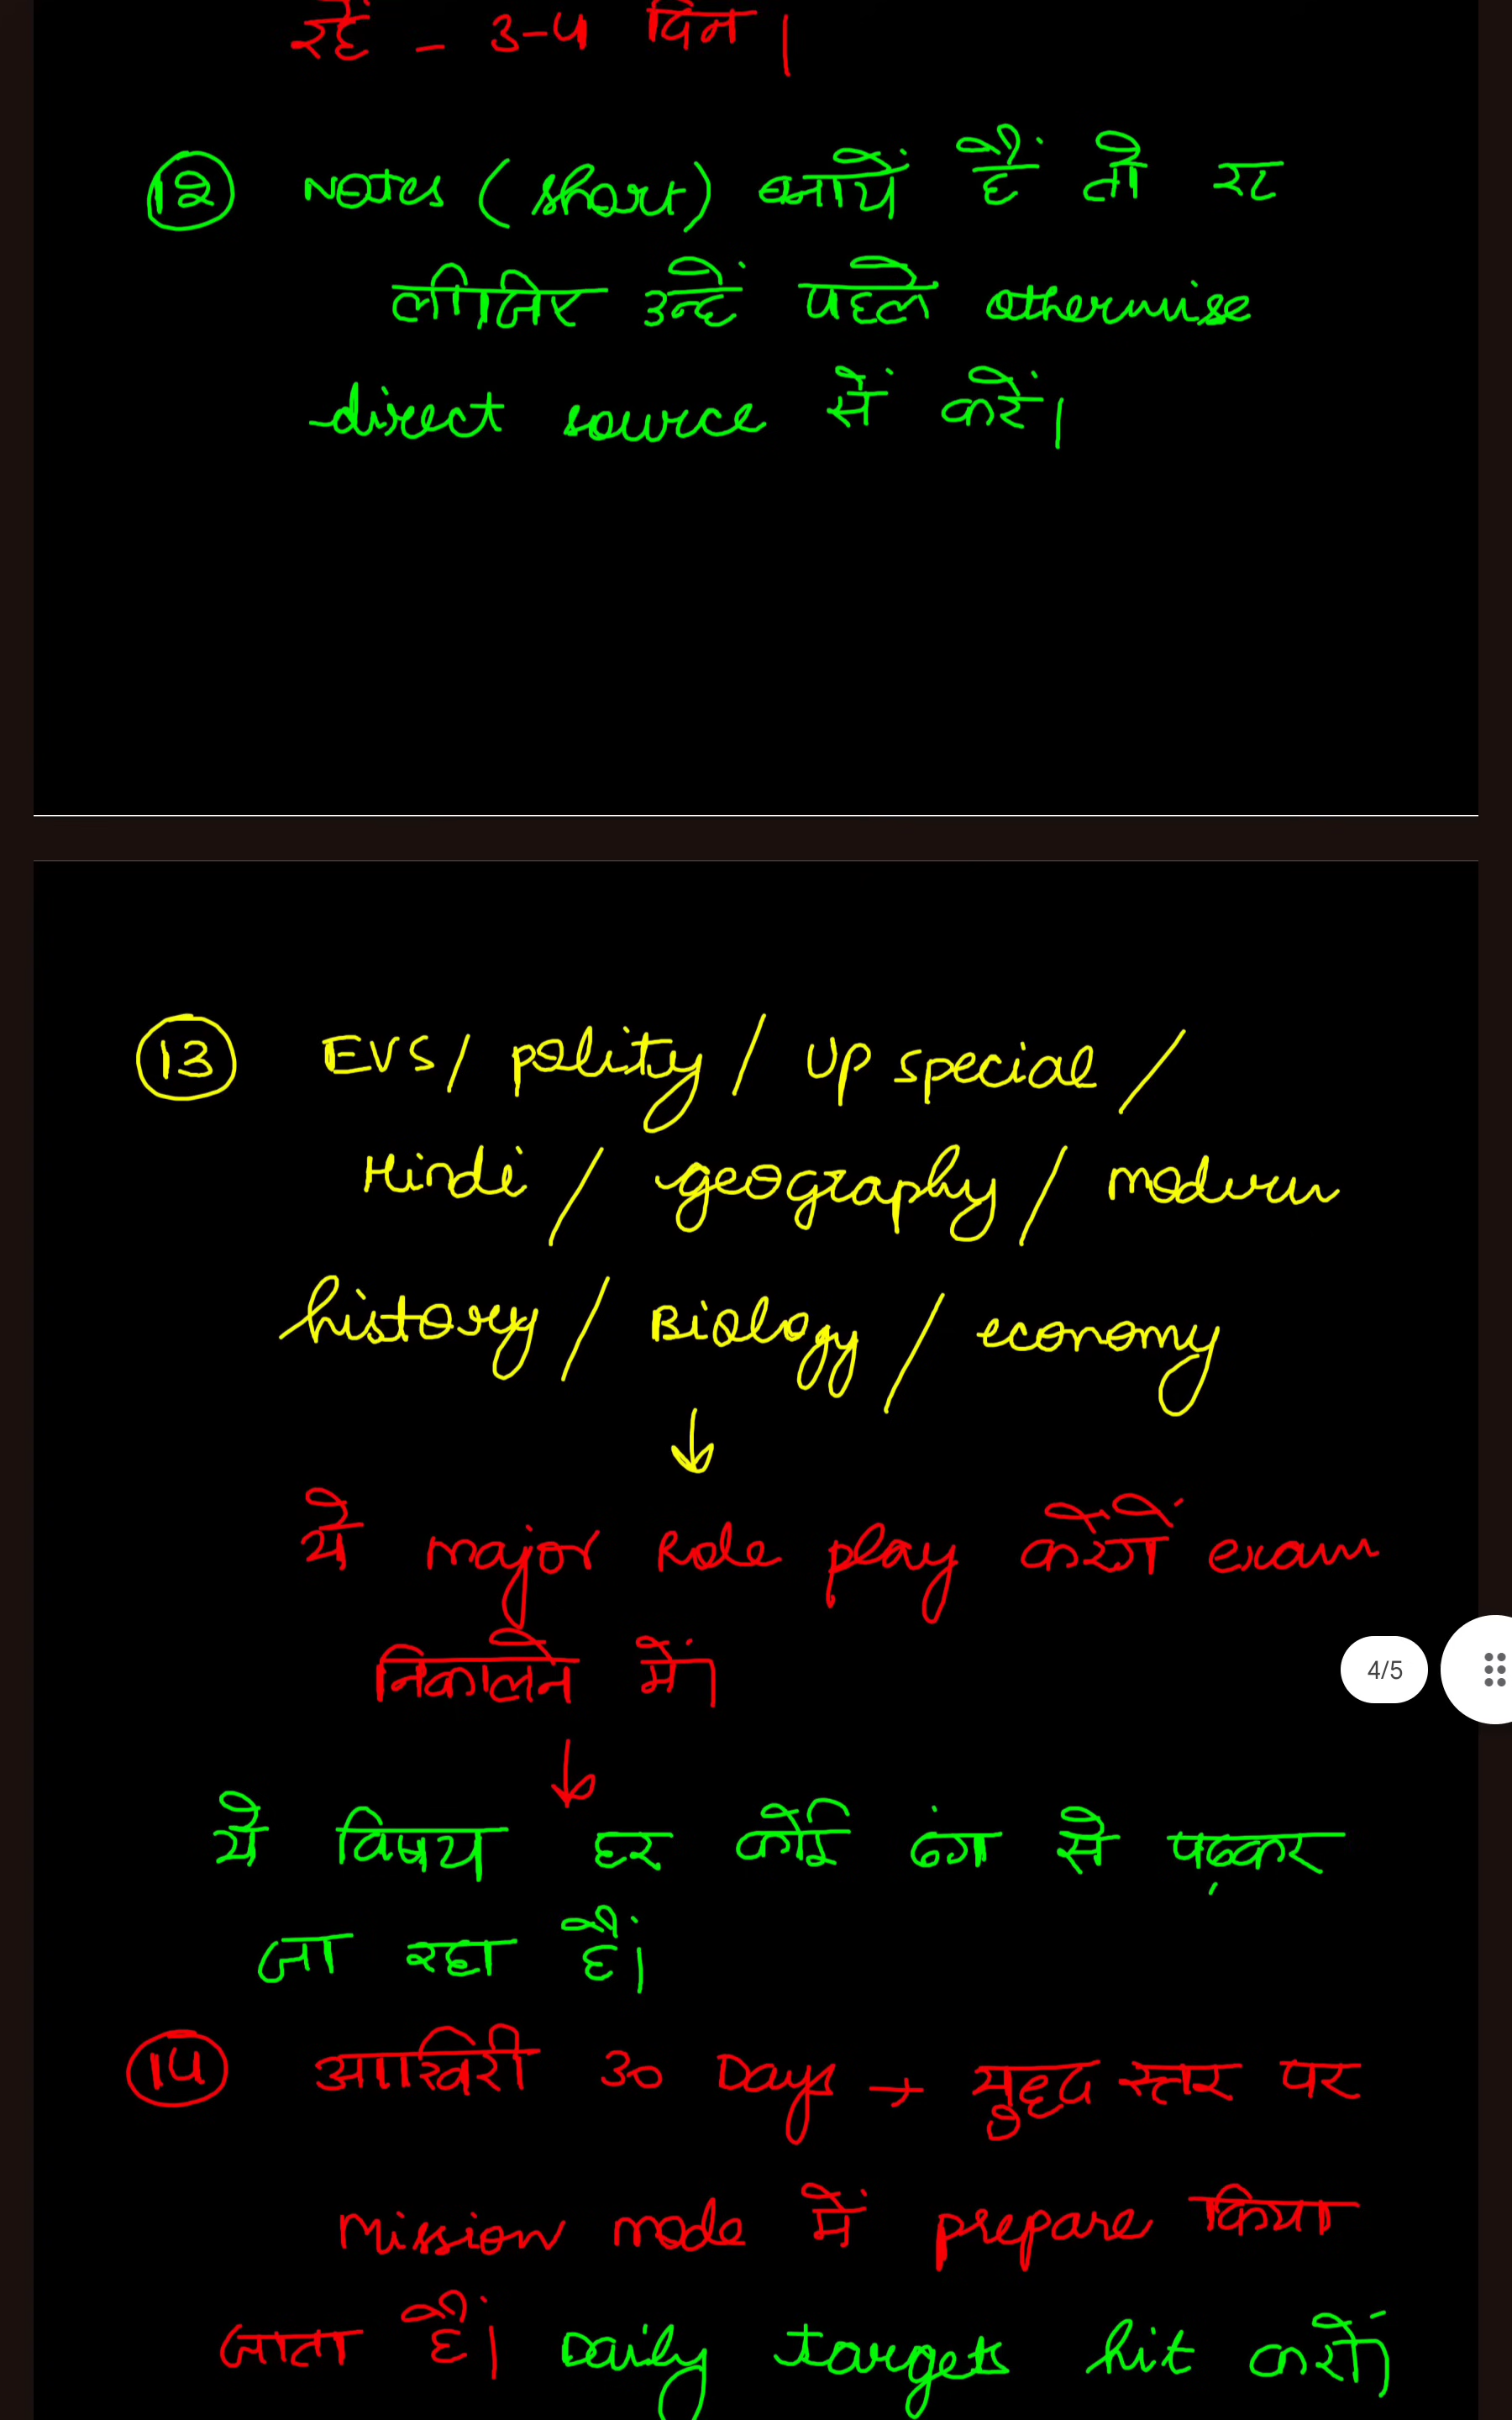 रहें - 3-4 दिन।
12 Notes (short) बनायें हैं तो रट
लीजिए उन्हें पहले otherwise
direct source सें करें।
13 EVS/ polity / UP special /
Hindi / geography / modern
history / Biology / economy
↓
ये major Role play करेंगें exam
निकालने में।
4/5
↓
ये विषय हर कोई ढंग से पढ़कर
जा रहा हैं।
14 आखिरी 30 Days → युद्ध स्तर पर
Mission mode में prepare किया
जाता हैं। Daily targets hit करों।